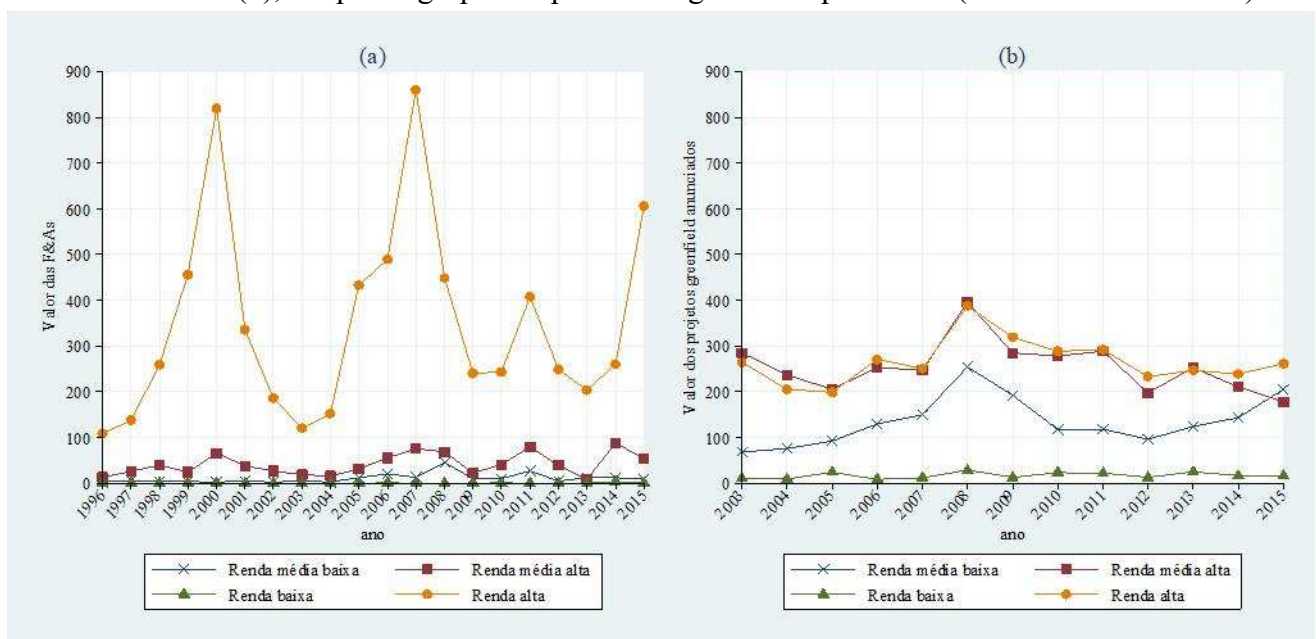 (a)
900
800
700
600
500
400
300
200
100
0
Valor das F&As
1996 1997 1998 1999 2000 2001 2002 2003 2004 2005 2006 2007 2008 2009 2010 2011 2012 2013 2014 2015
ano
Renda média baixa Renda média alta
Renda baixa Renda alta
(b)
900
800
700
600
500
400
300
200
100
0
Valor dos projetos greenfield anunciados
2003 2004 2005 2006 2007 2008 2009 2010 2011 2012 2013 2014 2015
ano
Renda média baixa Renda média alta
Renda baixa Renda alta